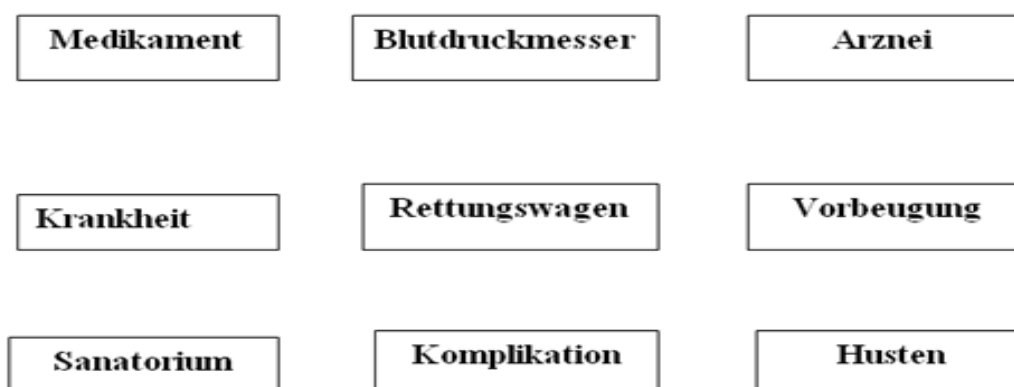 Medikament Blutdruckmesser Arznei
Krankheit Rettungswagen Vorbeugung
Sanatorium Komplikation Husten